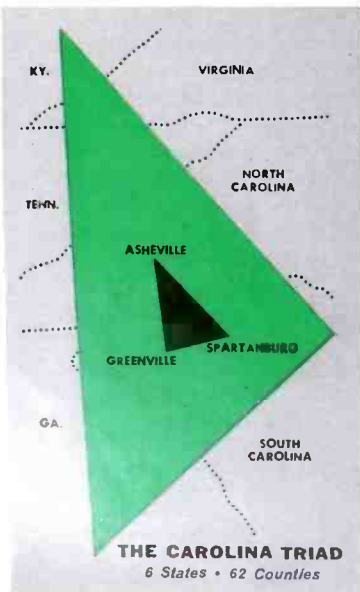 KY.
VIRGINIA
NORTH
CAROLINA
TENN.
ASHEVILLE
SPARTANBURG
GREENVILLE
GA.
SOUTH
CAROLINA
THE CAROLINA TRIAD
6 States • 62 Counties